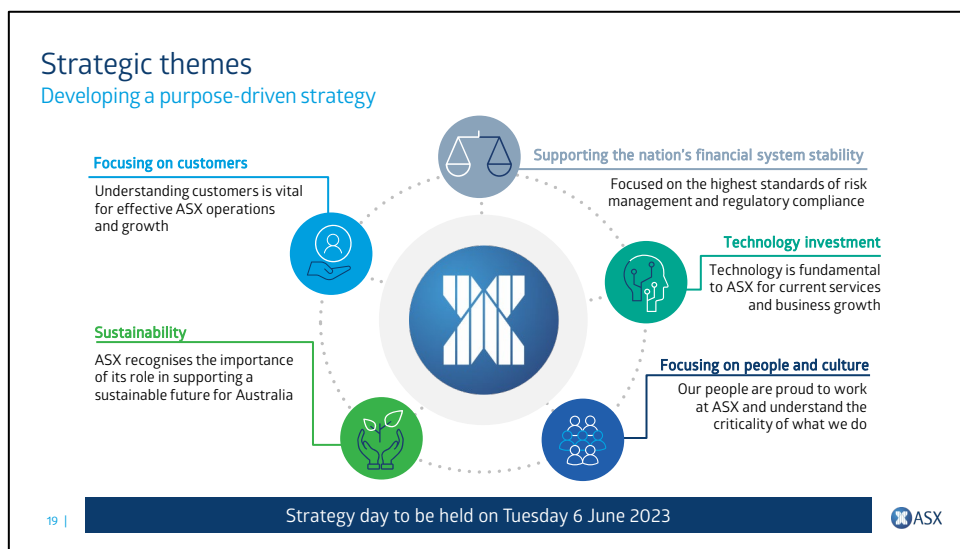 Strategic themes
Developing a purpose-driven strategy
Focusing on customers
Understanding customers is vital
for effective ASX operations
and growth
Supporting the nation's financial system stability
Focused on the highest standards of risk
management and regulatory compliance
Technology investment
Technology is fundamental
to ASX for current services
and business growth
Sustainability
ASX recognises the importance
of its role in supporting a
sustainable future for Australia
Focusing on people and culture
Our people are proud to work
at ASX and understand the
criticality of what we do
Strategy day to be held on Tuesday 6 June 2023
19 |
ASX